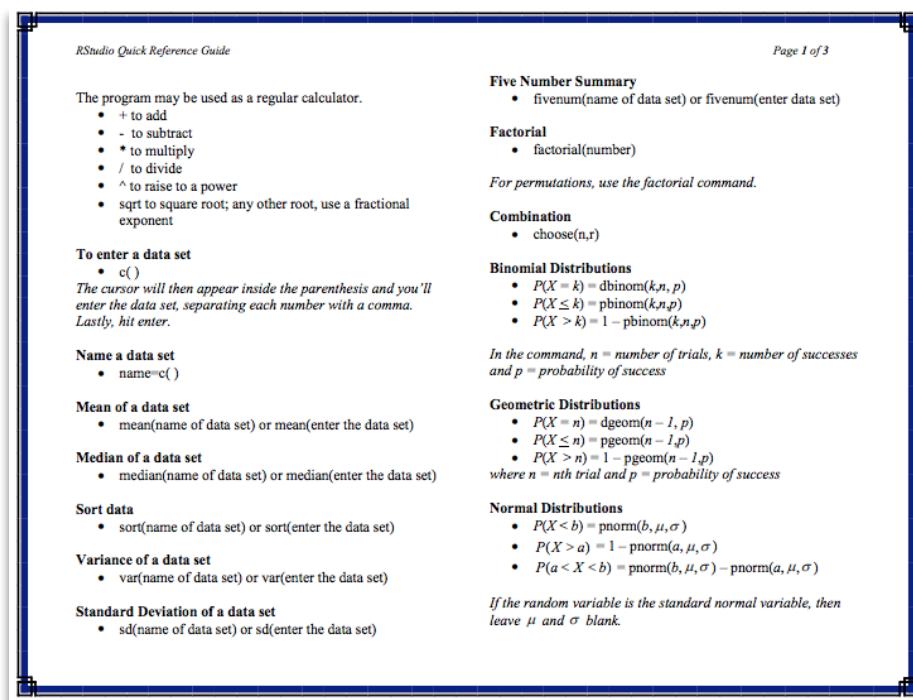 RStudio Quick Reference Guide
Page 1 of 3
The program may be used as a regular calculator.
• + to add
• - to subtract
• * to multiply
• / to divide
• ^ to raise to a power
• sqrt to square root; any other root, use a fractional
exponent
To enter a data set
• c( )
The cursor will then appear inside the parenthesis and you'll
enter the data set, separating each number with a comma.
Lastly, hit enter.
Name a data set
• name=c( )
Mean of a data set
• mean(name of data set) or mean(enter the data set)
Median of a data set
• median(name of data set) or median(enter the data set)
Sort data
• sort(name of data set) or sort(enter the data set)
Variance of a data set
• var(name of data set) or var(enter the data set)
Standard Deviation of a data set
• sd(name of data set) or sd(enter the data set)
Five Number Summary
• fivenum(name of data set) or fivenum(enter data set)
Factorial
• factorial(number)
For permutations, use the factorial command.
Combination
• choose(n,r)
Binomial Distributions
• P(X = k) = dbinom(k,n, p)
• P(X ≤ k) = pbinom(k,n,p)
• P(X > k) = 1 – pbinom(k,n,p)
In the command, n = number of trials, k = number of successes
and p = probability of success
Geometric Distributions
• P(X = n) = dgeom(n – 1, p)
• P(X ≤ n) = pgeom(n – 1,p)
• P(X > n) = 1 – pgeom(n – 1,p)
where n = nth trial and p = probability of success
Normal Distributions
• P(X < b) = pnorm(b, μ, σ )
• P(X > a) = 1 – pnorm(a, μ, σ)
• P(a < X < b) = pnorm(b, μ, σ ) – pnorm(a, μ, σ )
If the random variable is the standard normal variable, then
leave μ and σ blank.